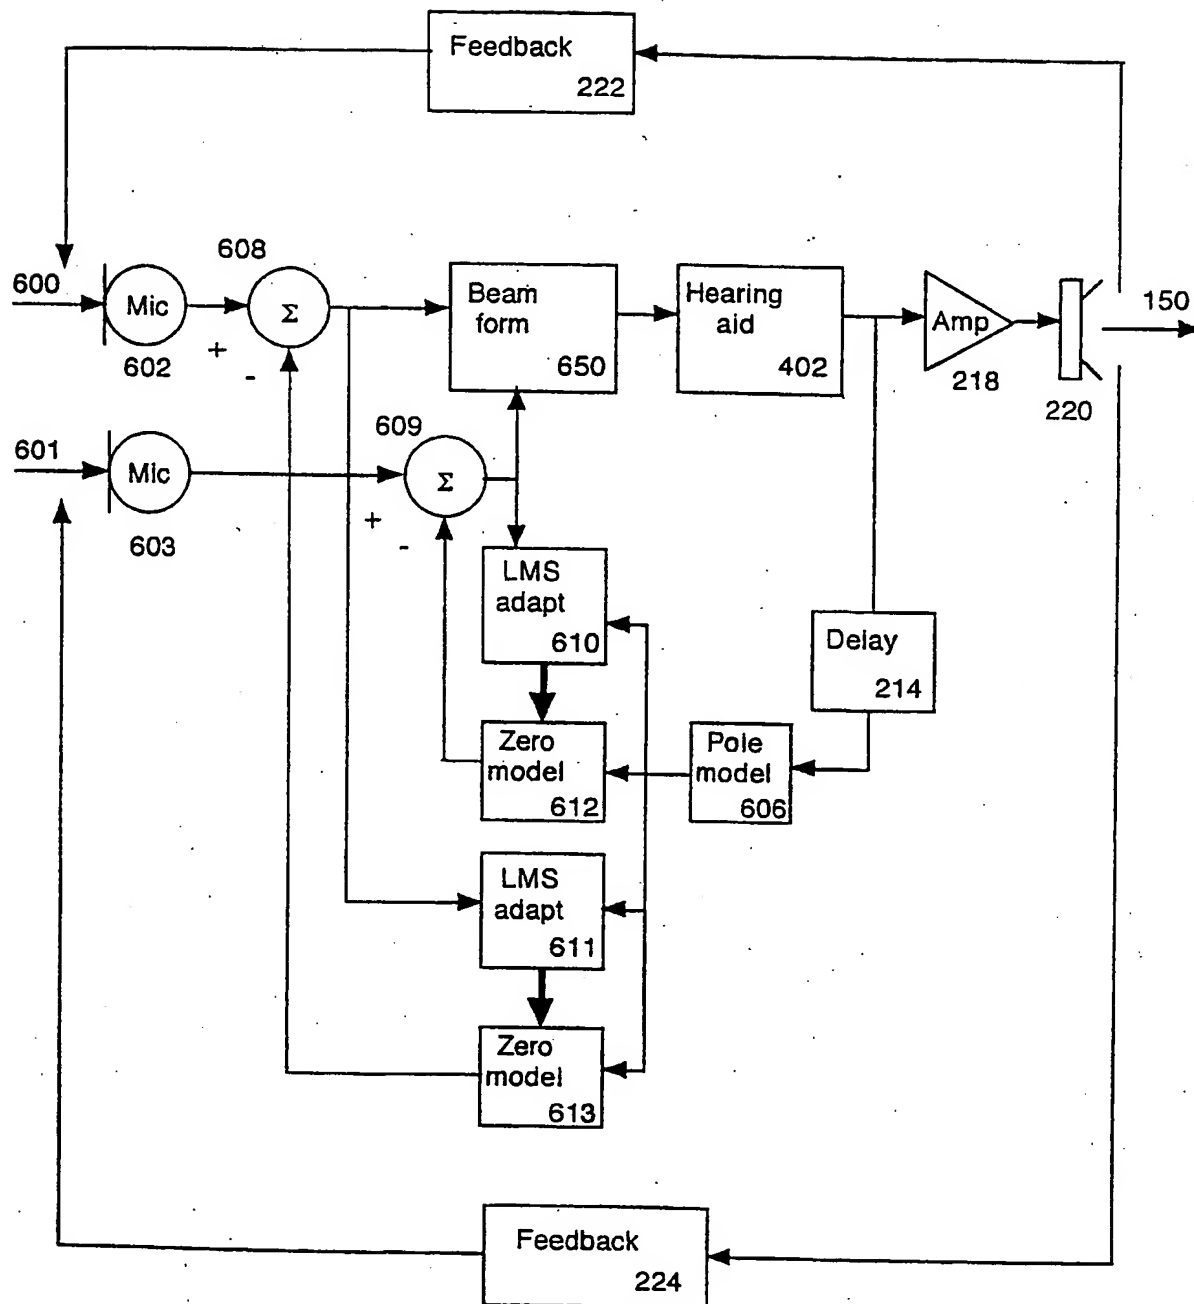 Feedback
222
608
600
Mic
Σ
602
+
-
Beam
form
650
Hearing
aid
402
Amp
218
220
150
601
Mic
603
609
Σ
+
-
LMS
adapt
610
Delay
214
Zero
model
612
Pole
model
606
LMS
adapt
611
Zero
model
613
Feedback
224